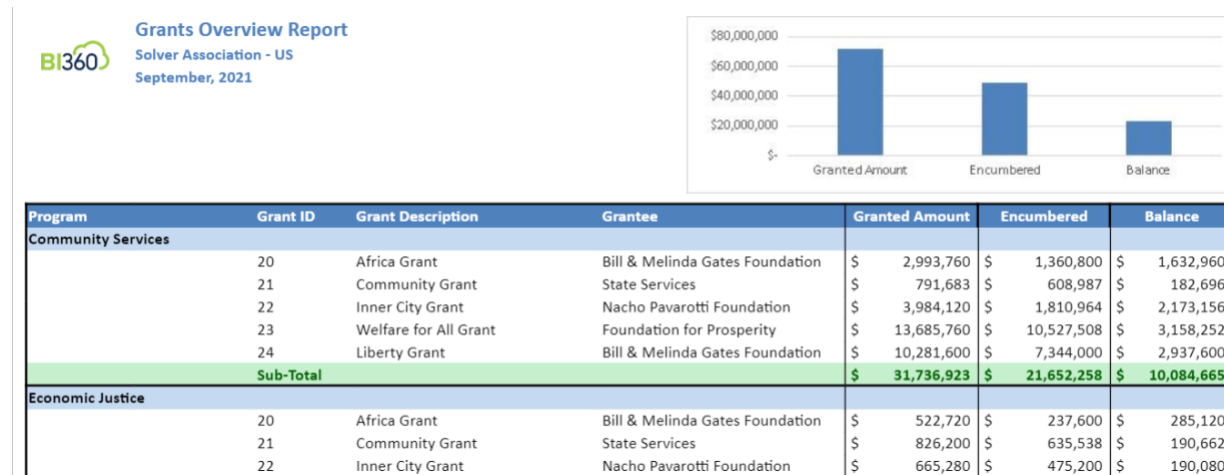 BI360
Grants Overview Report
Solver Association - US
September, 2021
$80,000,000
$60,000,000
$40,000,000
$20,000,000
$-
Granted Amount Encumbered Balance
Program Grant ID Grant Description Grantee Granted Amount Encumbered Balance
Community Services
20 Africa Grant Bill & Melinda Gates Foundation $ 2,993,760 $ 1,360,800 $ 1,632,960
21 Community Grant State Services $ 791,683 $ 608,987 $ 182,696
22 Inner City Grant Nacho Pavarotti Foundation $ 3,984,120 $ 1,810,964 $ 2,173,156
23 Welfare for All Grant Foundation for Prosperity $ 13,685,760 $ 10,527,508 $ 3,158,252
24 Liberty Grant Bill & Melinda Gates Foundation $ 10,281,600 $ 7,344,000 $ 2,937,600
Sub-Total $ 31,736,923 $ 21,652,258 $ 10,084,665
Economic Justice
20 Africa Grant Bill & Melinda Gates Foundation $ 522,720 $ 237,600 $ 285,120
21 Community Grant State Services $ 826,200 $ 635,538 $ 190,662
22 Inner City Grant Nacho Pavarotti Foundation $ 665,280 $ 475,200 $ 190,080